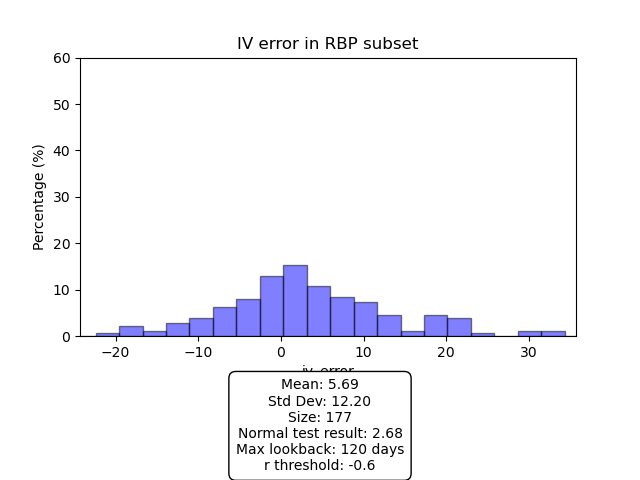 IV error in RBP subset
Percentage (%)
60
50
40
30
20
10
0
−20
−10
0
10
20
30
iv_error
Mean: 5.69
Std Dev: 12.20
Size: 177
Normal test result: 2.68
Max lookback: 120 days
r threshold: -0.6